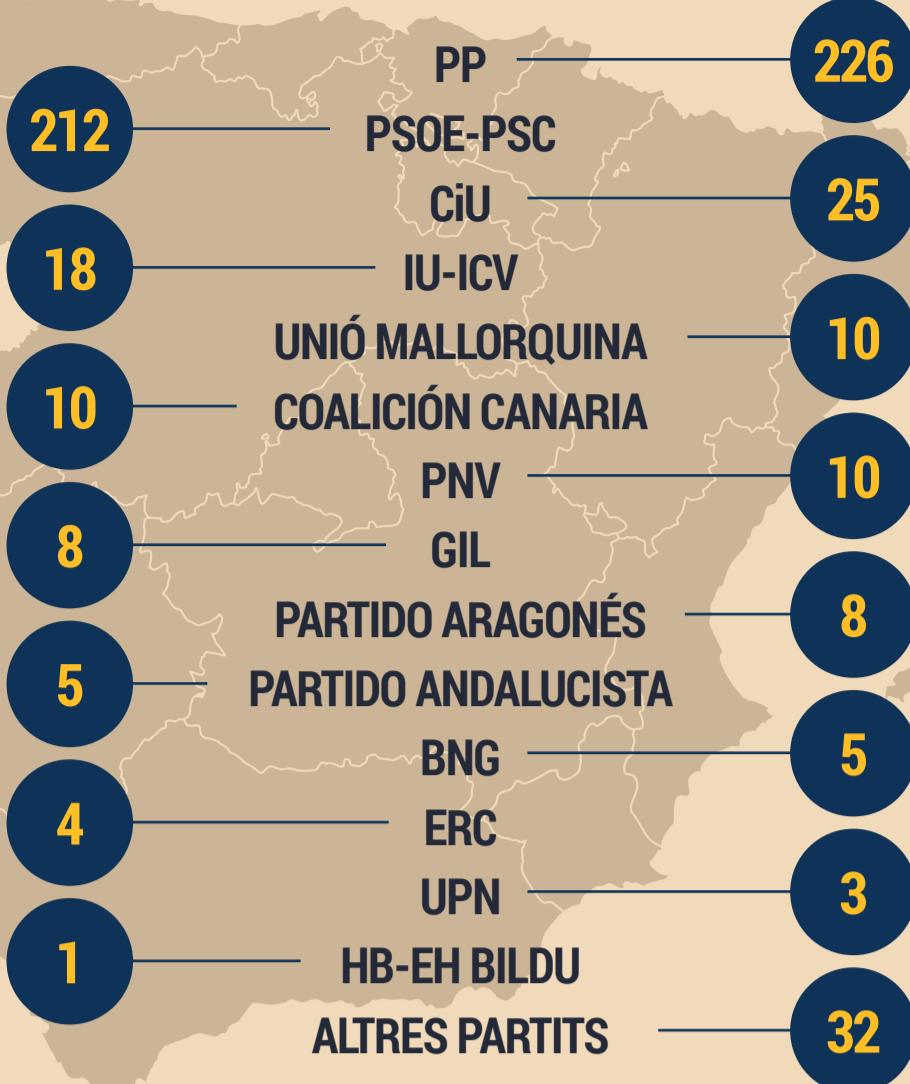 PP 226
212 PSOE-PSC
CiU 25
18 IU-ICV
UNIÓ MALLORQUINA 10
10 COALICIÓN CANARIA
PNV 10
8 GIL
PARTIDO ARAGONÉS 8
5 PARTIDO ANDALUCISTA
BNG 5
4 ERC
UPN 3
1 HB-EH BILDU
ALTRES PARTITS 32